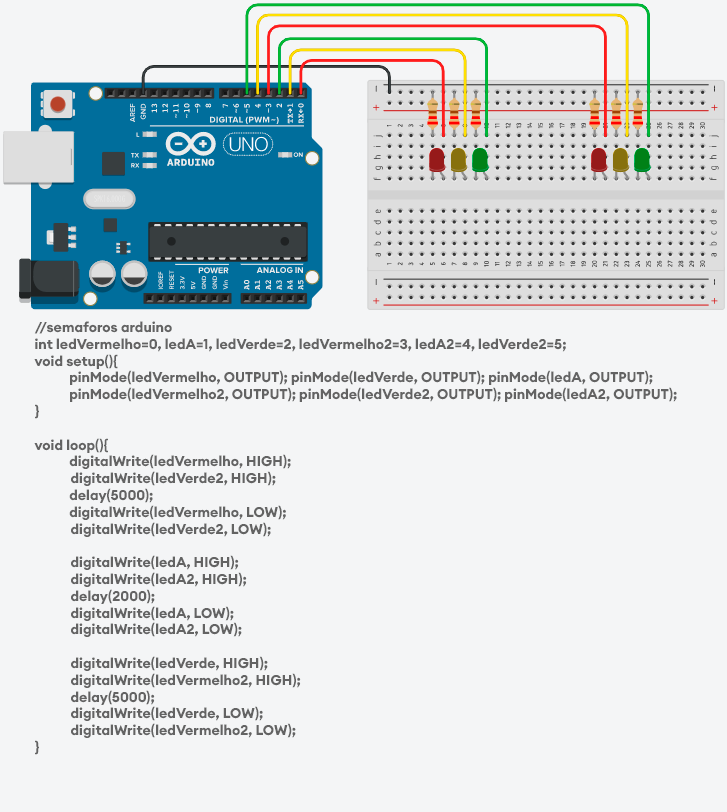 AREF
GND
13
12
~11
~10
~9
8
7
~6
~5
4
~3
2
TX→1
RX←0
DIGITAL (PWM~)
L
TX
RX
ARDUINO
UNO
ON
POWER
ANALOG IN
IOREF
RESET
3.3V
5V
GND
GND
Vin
A0
A1
A2
A3
A4
A5
//semaforos arduino
int ledVermelho=0, ledA=1, ledVerde=2, ledVermelho2=3, ledA2=4, ledVerde2=5;
void setup(){
pinMode(ledVermelho, OUTPUT); pinMode(ledVerde, OUTPUT); pinMode(ledA, OUTPUT);
pinMode(ledVermelho2, OUTPUT); pinMode(ledVerde2, OUTPUT); pinMode(ledA2, OUTPUT);
}
void loop(){
digitalWrite(ledVermelho, HIGH);
digitalWrite(ledVerde2, HIGH);
delay(5000);
digitalWrite(ledVermelho, LOW);
digitalWrite(ledVerde2, LOW);
digitalWrite(ledA, HIGH);
digitalWrite(ledA2, HIGH);
delay(2000);
digitalWrite(ledA, LOW);
digitalWrite(ledA2, LOW);
digitalWrite(ledVerde, HIGH);
digitalWrite(ledVermelho2, HIGH);
delay(5000);
digitalWrite(ledVerde, LOW);
digitalWrite(ledVermelho2, LOW);
}